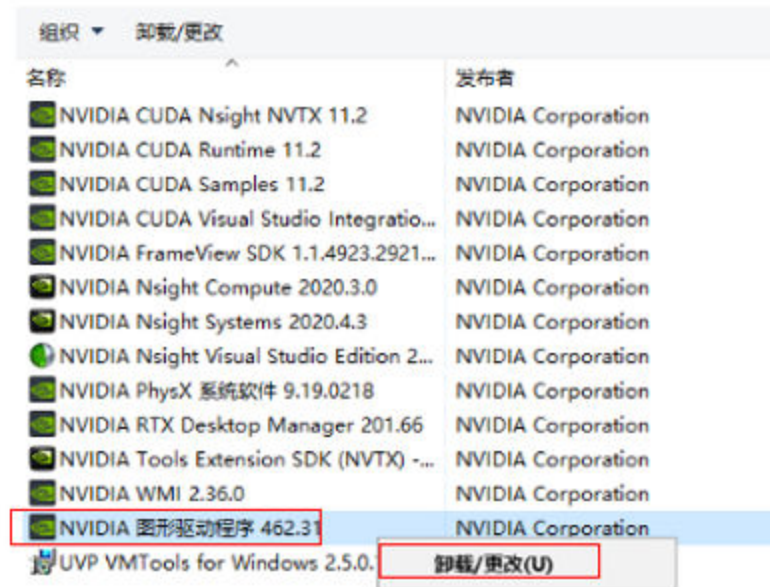 组织 卸载/更改
名称 发布者
NVIDIA CUDA Nsight NVTX 11.2 NVIDIA Corporation
NVIDIA CUDA Runtime 11.2 NVIDIA Corporation
NVIDIA CUDA Samples 11.2 NVIDIA Corporation
NVIDIA CUDA Visual Studio Integratio... NVIDIA Corporation
NVIDIA FrameView SDK 1.1.4923.2921... NVIDIA Corporation
NVIDIA Nsight Compute 2020.3.0 NVIDIA Corporation
NVIDIA Nsight Systems 2020.4.3 NVIDIA Corporation
NVIDIA Nsight Visual Studio Edition 2... NVIDIA Corporation
NVIDIA PhysX 系统软件 9.19.0218 NVIDIA Corporation
NVIDIA RTX Desktop Manager 201.66 NVIDIA Corporation
NVIDIA Tools Extension SDK (NVTX) -... NVIDIA Corporation
NVIDIA WMI 2.36.0 NVIDIA Corporation
NVIDIA 图形驱动程序 462.31 NVIDIA Corporation
UVP VMTools for Windows 2.5.0. 卸载/更改(U)